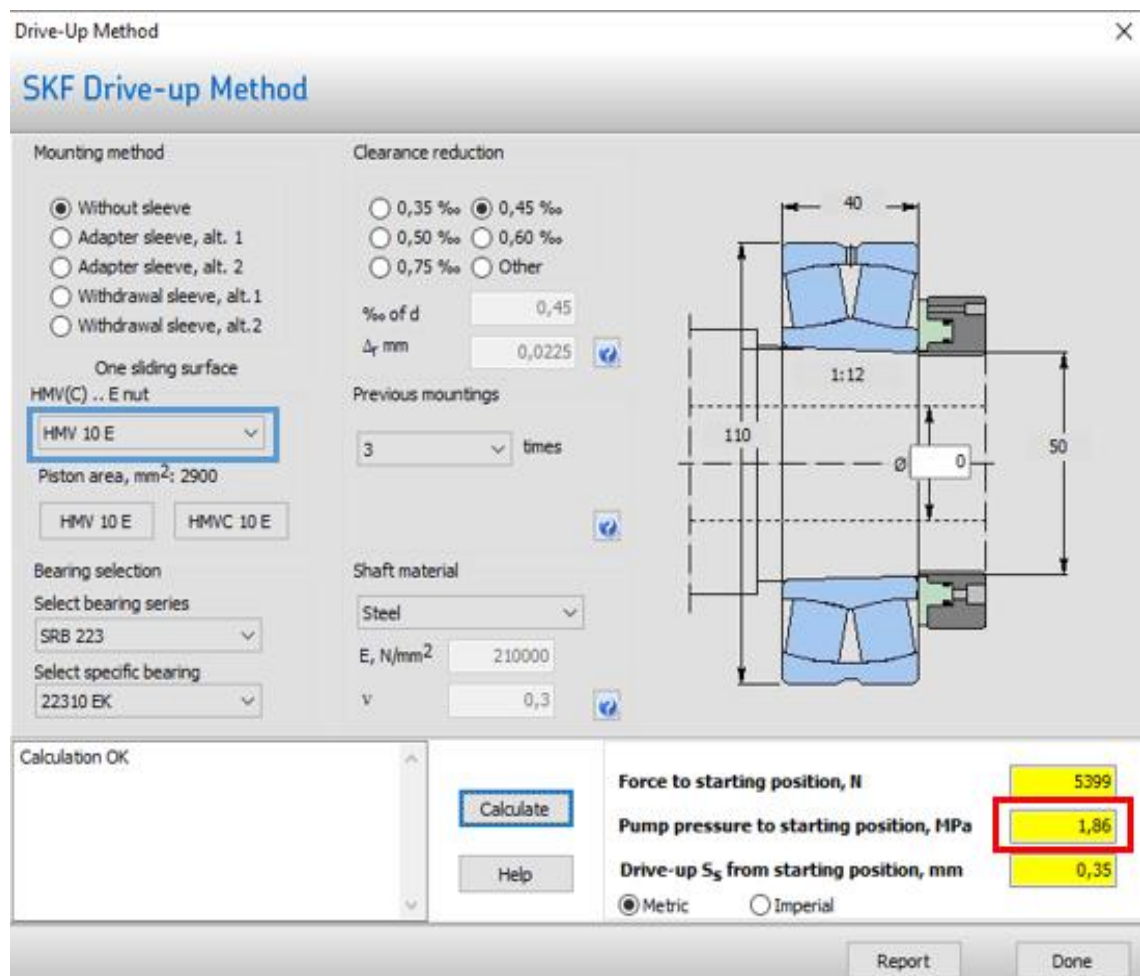 Drive-Up Method
SKF Drive-up Method
Mounting method
Without sleeve
Adapter sleeve, alt. 1
Adapter sleeve, alt. 2
Withdrawal sleeve, alt.1
Withdrawal sleeve, alt.2
One sliding surface
HMV(C) .. E nut
HMV 10 E
Piston area, mm²: 2900
HMV 10 E HMVC 10 E
Bearing selection
Select bearing series
SRB 223
Select specific bearing
22310 EK
Clearance reduction
0,35 ‰ 0,45 ‰
0,50 ‰ 0,60 ‰
0,75 ‰ Other
‰ of d 0,45
Δr mm 0,0225
Previous mountings
3 times
Shaft material
Steel
E, N/mm² 210000
ν 0,3
40
1:12
110
50
Ø 0
Calculation OK
Calculate
Help
Force to starting position, N 5399
Pump pressure to starting position, MPa 1,86
Drive-up Ss from starting position, mm 0,35
Metric Imperial
Report Done